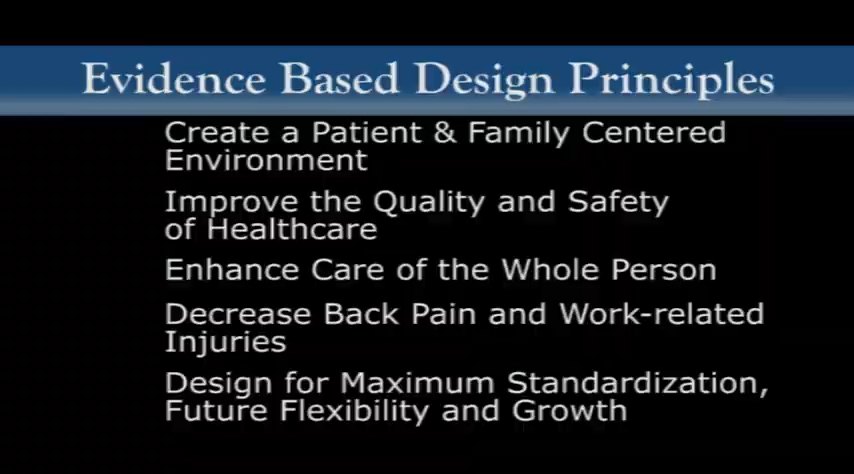 Evidence Based Design Principles
Create a Patient & Family Centered
Environment
Improve the Quality and Safety
of Healthcare
Enhance Care of the Whole Person
Decrease Back Pain and Work-related
Injuries
Design for Maximum Standardization,
Future Flexibility and Growth